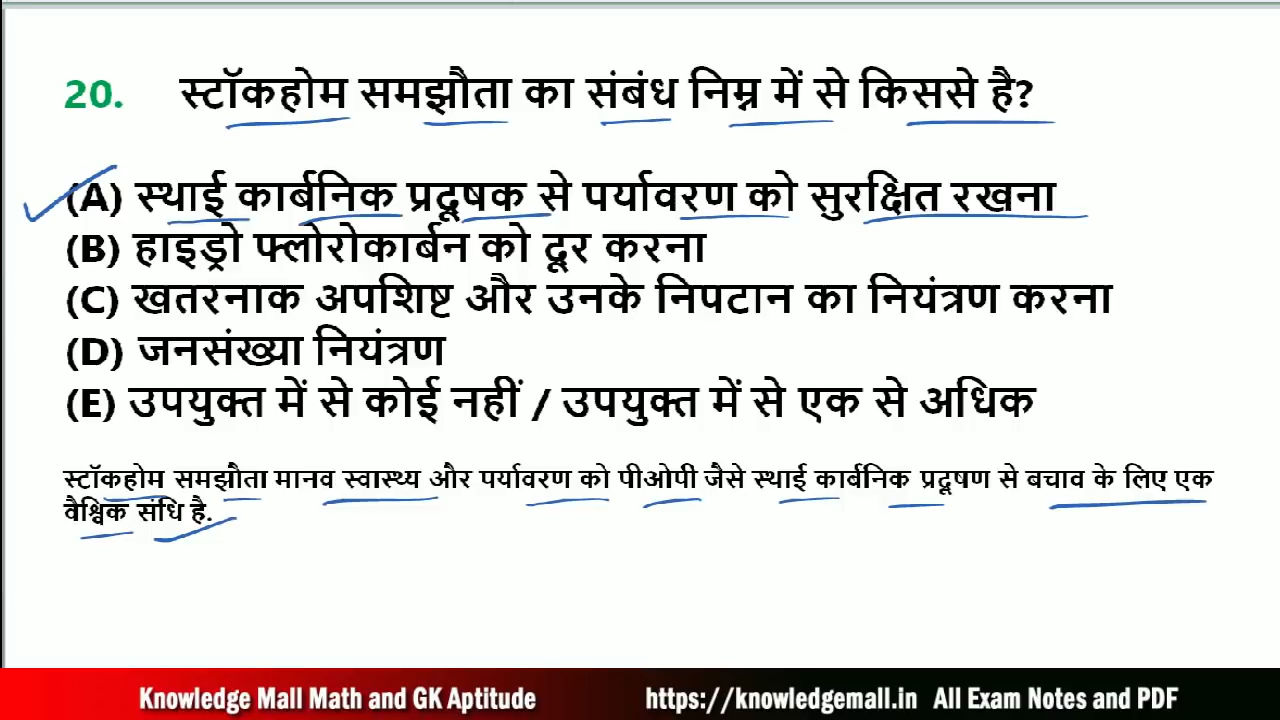 20. स्टॉकहोम समझौता का संबंध निम्न में से किससे है?
(A) स्थाई कार्बनिक प्रदूषक से पर्यावरण को सुरक्षित रखना
(B) हाइड्रो फ्लोरोकार्बन को दूर करना
(C) खतरनाक अपशिष्ट और उनके निपटान का नियंत्रण करना
(D) जनसंख्या नियंत्रण
(E) उपयुक्त में से कोई नहीं / उपयुक्त में से एक से अधिक
स्टॉकहोम समझौता मानव स्वास्थ्य और पर्यावरण को पीओपी जैसे स्थाई कार्बनिक प्रदूषण से बचाव के लिए एक
वैश्विक संधि है.
Knowledge Mall Math and GK Aptitude https://knowledgemall.in All Exam Notes and PDF